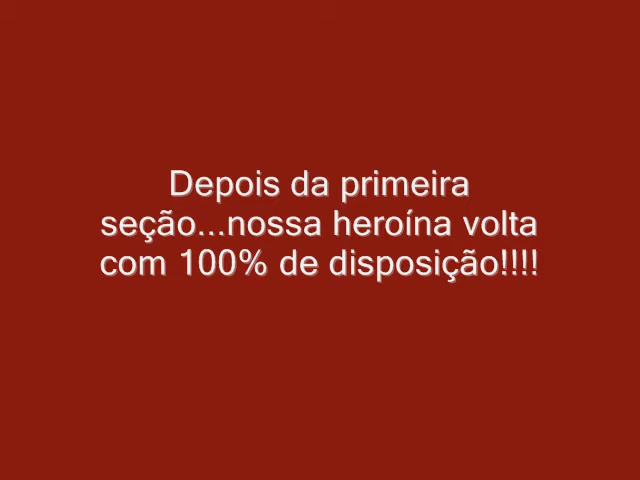 Depois da primeira
seção...nossa heroína volta
com 100% de disposição!!!!